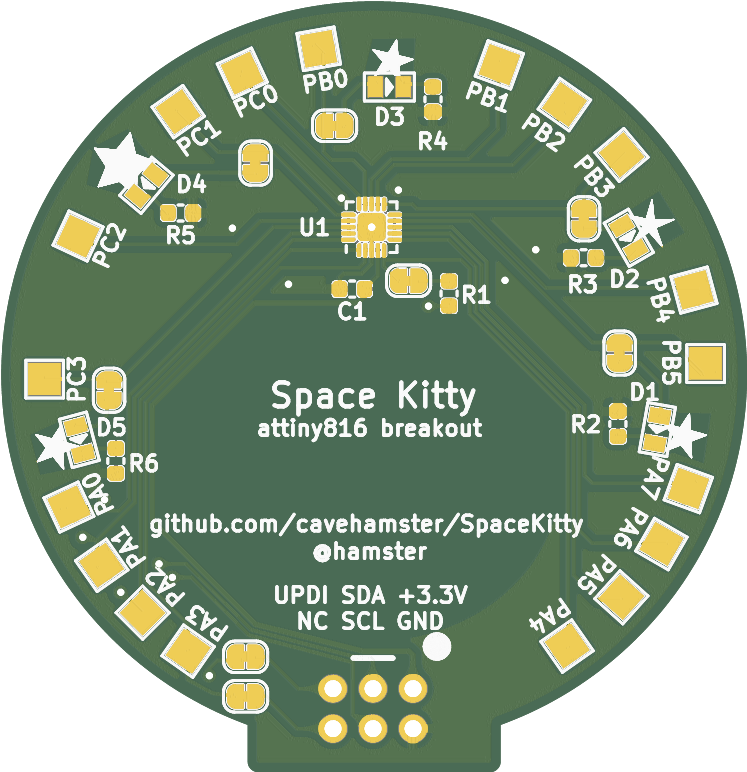 PB0
PC0
PB1
PC1
D3
R4
PB2
PB3
D4
PC2
R5
U1
D2
R3
C1
R1
PB4
PC3
PB5
D1
Space Kitty
attiny816 breakout
D5
R2
R6
PA0
PA7
github.com/cavehamster/SpaceKitty
@hamster
PA6
PA1
PA2
PA5
UPDI SDA +3.3V
NC SCL GND
PA3
PA4